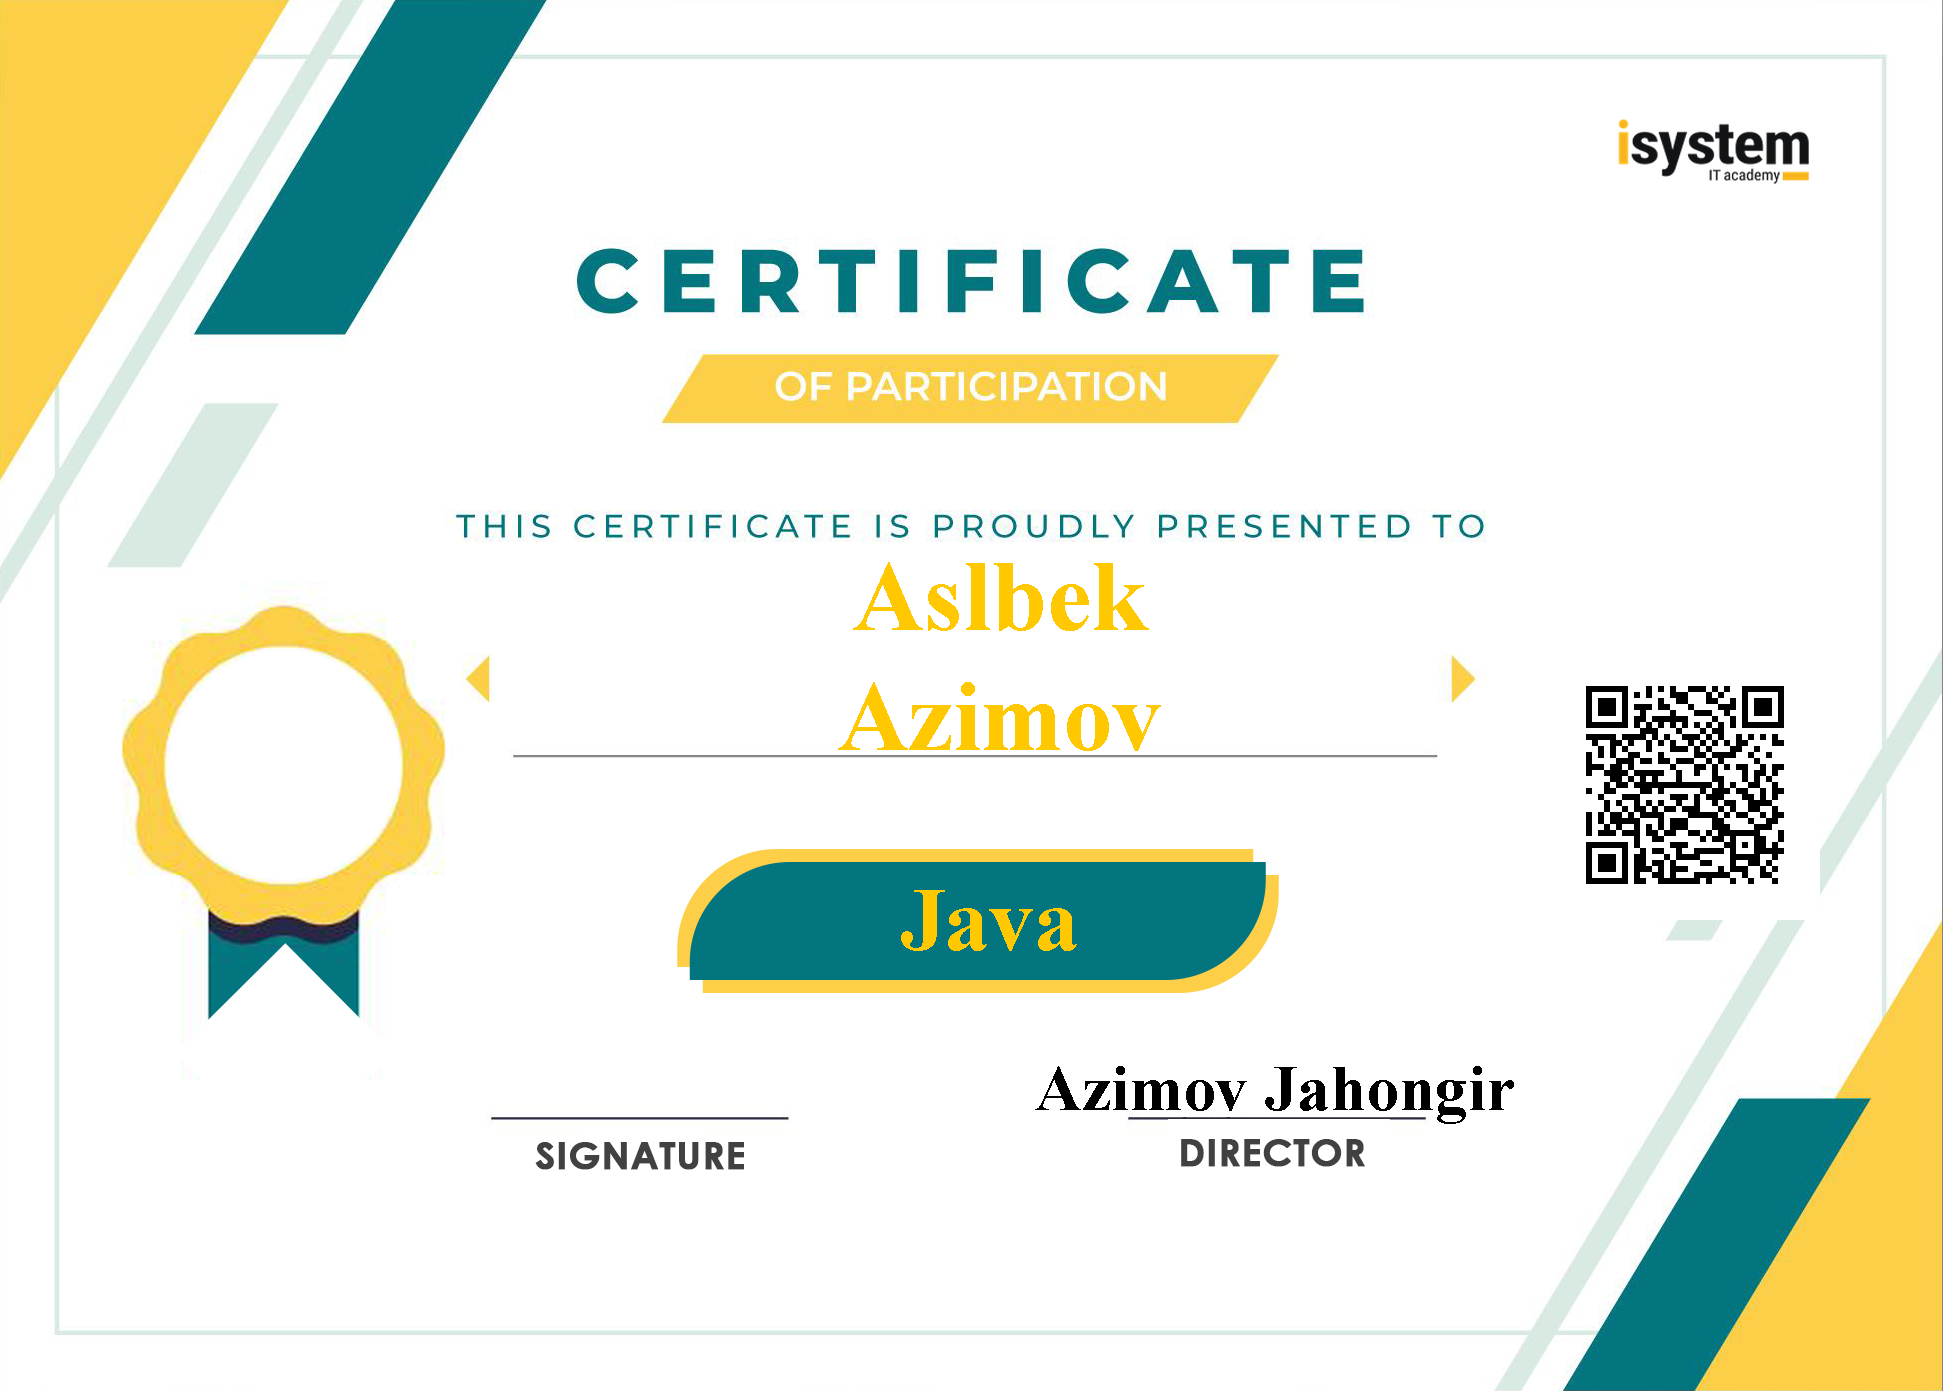 isystem
IT academy
CERTIFICATE
OF PARTICIPATION
THIS CERTIFICATE IS PROUDLY PRESENTED TO
Aslbek
Azimov
Java
Azimov Jahongir
SIGNATURE
DIRECTOR